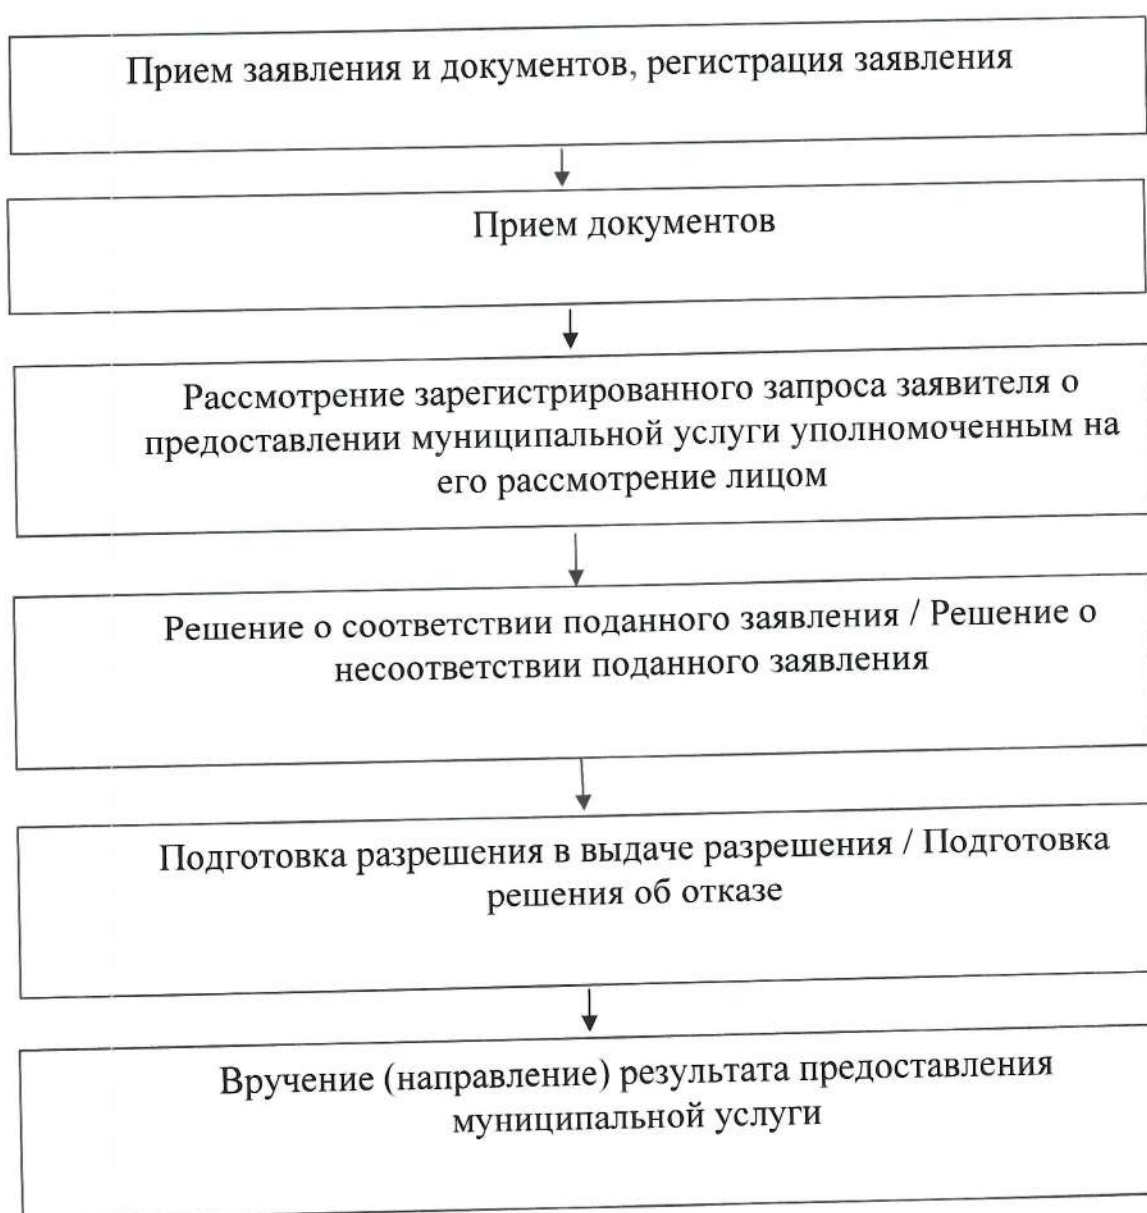 Прием заявления и документов, регистрация заявления
Прием документов
Рассмотрение зарегистрированного запроса заявителя о
предоставлении муниципальной услуги уполномоченным на
его рассмотрение лицом
Решение о соответствии поданного заявления / Решение о
несоответствии поданного заявления
Подготовка разрешения в выдаче разрешения / Подготовка
решения об отказе
Вручение (направление) результата предоставления
муниципальной услуги